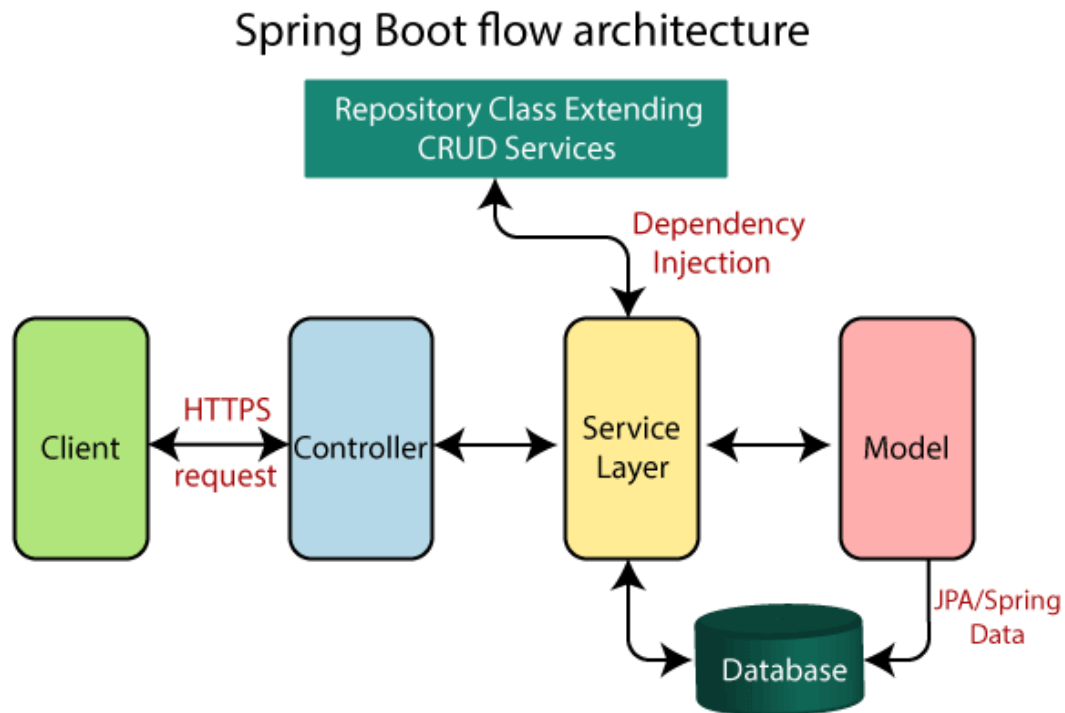 Spring Boot flow architecture
Repository Class Extending
CRUD Services
Dependency
Injection
Client
HTTPS
request
Controller
Service
Layer
Model
JPA/Spring
Data
Database